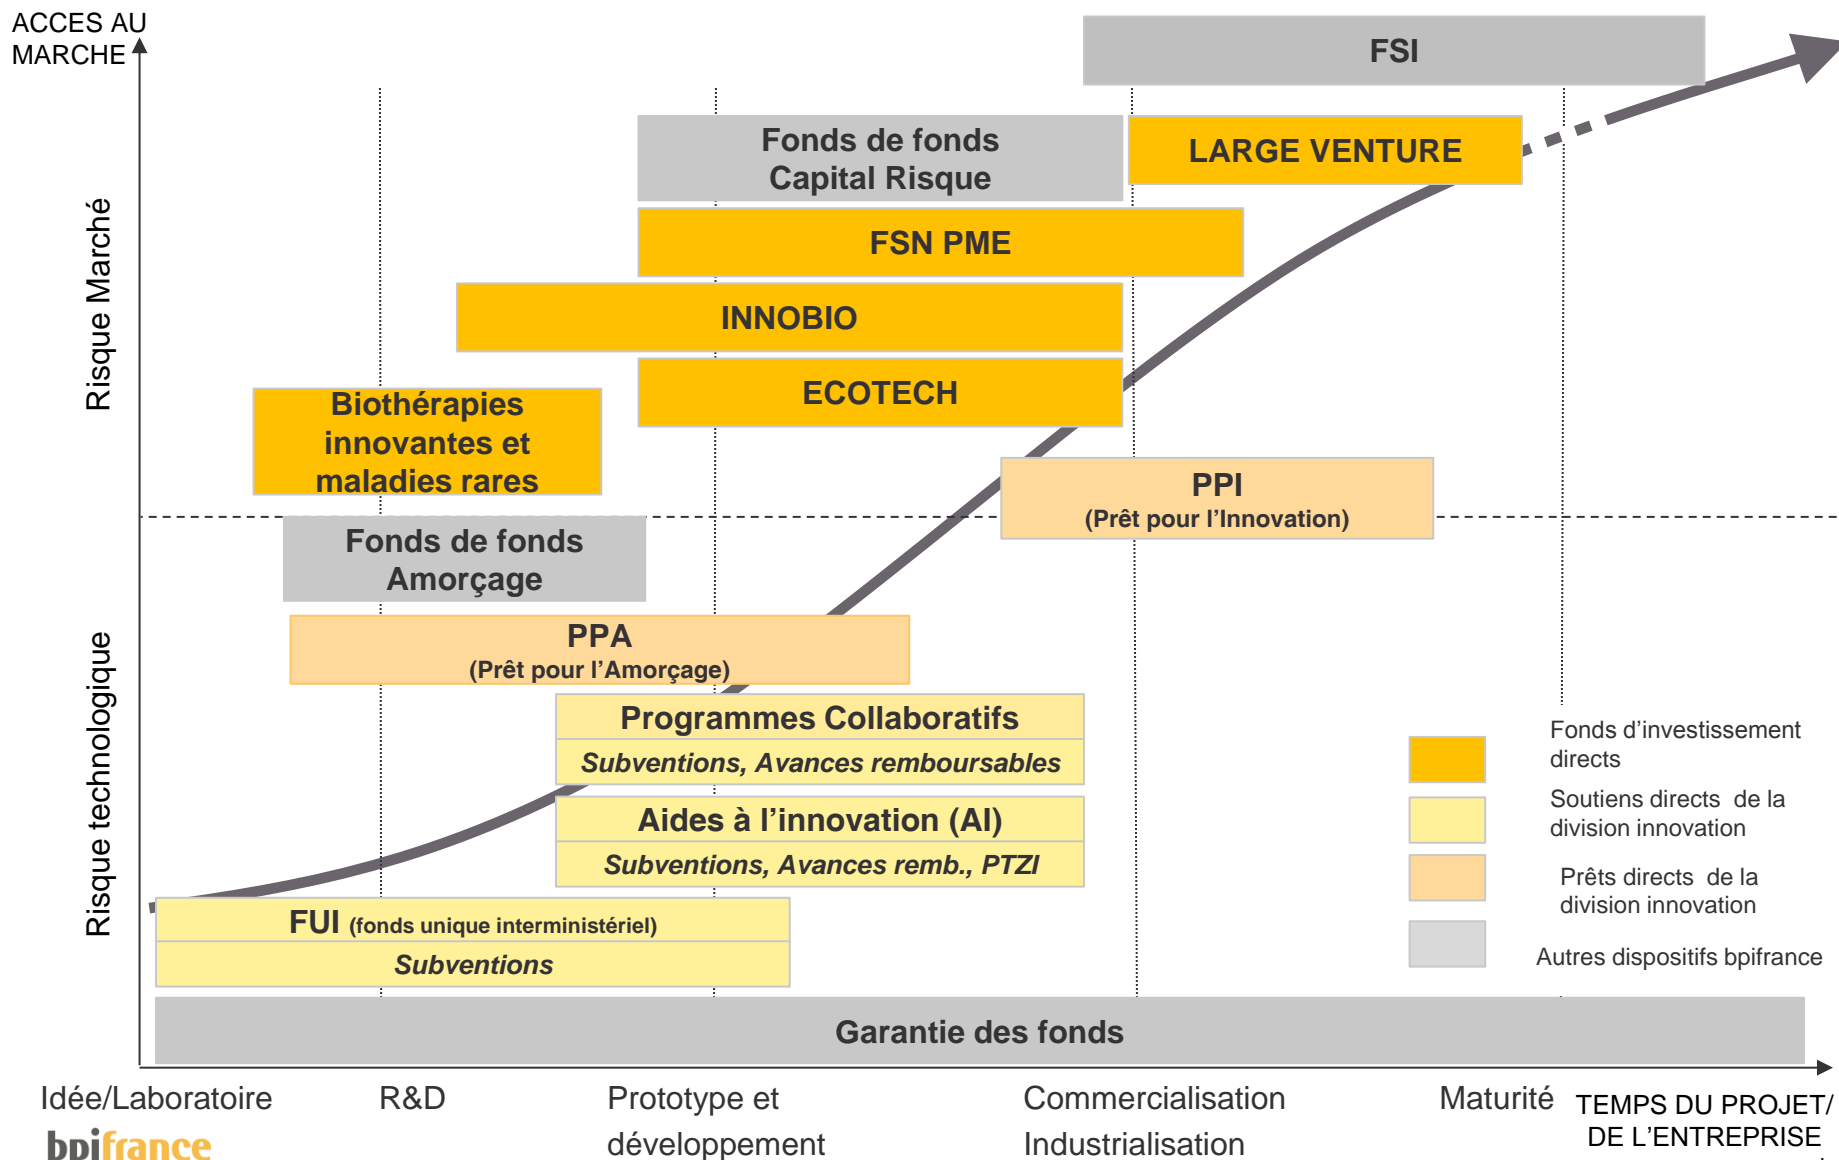 ACCES AU
MARCHE
FSI
Fonds de fonds
Capital Risque
LARGE VENTURE
FSN PME
INNOBIO
ECOTECH
Risque Marché
Biothérapies
innovantes et
maladies rares
PPI
(Prêt pour l’Innovation)
Fonds de fonds
Amorçage
PPA
(Prêt pour l’Amorçage)
Programmes Collaboratifs
Subventions, Avances remboursables
Aides à l’innovation (AI)
Subventions, Avances remb., PTZI
Risque technologique
FUI (fonds unique interministériel)
Subventions
Fonds d’investissement
directs
Soutiens directs de la
division innovation
Prêts directs de la
division innovation
Autres dispositifs bpifrance
Garantie des fonds
Idée/Laboratoire
R&D
Prototype et
développement
Commercialisation
Industrialisation
Maturité
TEMPS DU PROJET/
DE L’ENTREPRISE
bpifrance